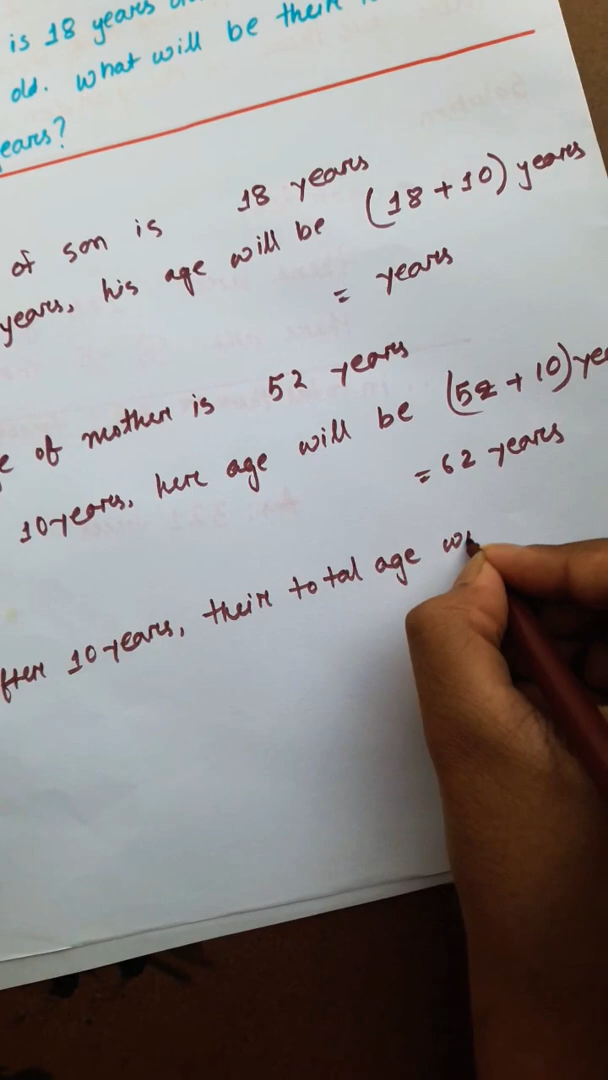 is 18 years
old. what will be their
ears?
of son is 18 years
years, his age will be (18 + 10) years
= years
of mother is 52 years
10 years, here age will be (52 + 10) ye
= 62 years
fter 10 years, their total age w